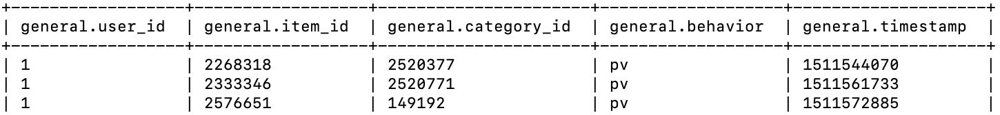 +------------------+------------------+----------------------+-------------------+--------------------+
| general.user_id | general.item_id | general.category_id | general.behavior | general.timestamp |
+------------------+------------------+----------------------+-------------------+--------------------+
| 1 | 2268318 | 2520377 | pv | 1511544070 |
| 1 | 2333346 | 2520771 | pv | 1511561733 |
| 1 | 2576651 | 149192 | pv | 1511572885 |